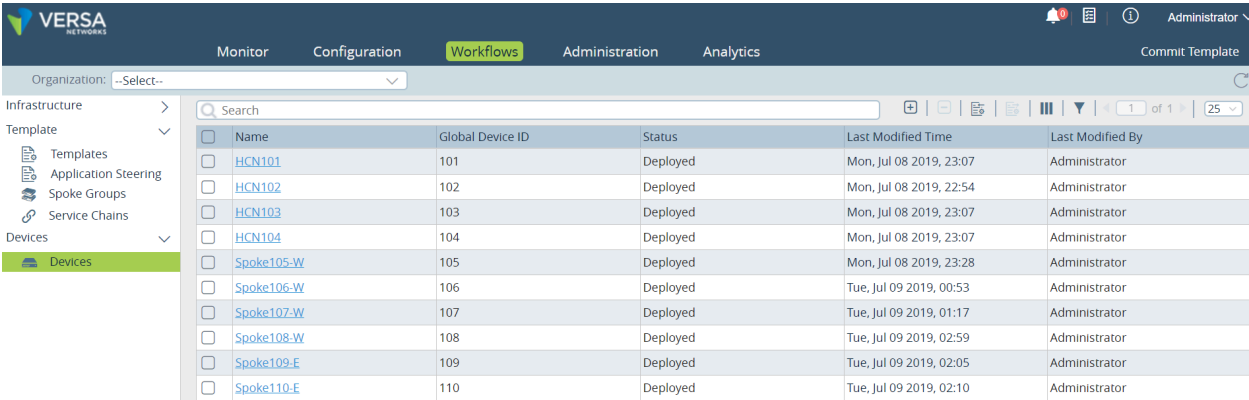 VERSA
NETWORKS
0
Administrator
Monitor Configuration Workflows Administration Analytics Commit Template
Organization: --Select--
Infrastructure
Search
1 of 1 25
Template
Templates
Application Steering
Spoke Groups
Service Chains
Devices
Devices
Name Global Device ID Status Last Modified Time Last Modified By
HCN101 101 Deployed Mon, Jul 08 2019, 23:07 Administrator
HCN102 102 Deployed Mon, Jul 08 2019, 22:54 Administrator
HCN103 103 Deployed Mon, Jul 08 2019, 23:07 Administrator
HCN104 104 Deployed Mon, Jul 08 2019, 23:07 Administrator
Spoke105-W 105 Deployed Mon, Jul 08 2019, 23:28 Administrator
Spoke106-W 106 Deployed Tue, Jul 09 2019, 00:53 Administrator
Spoke107-W 107 Deployed Tue, Jul 09 2019, 01:17 Administrator
Spoke108-W 108 Deployed Tue, Jul 09 2019, 02:59 Administrator
Spoke109-E 109 Deployed Tue, Jul 09 2019, 02:05 Administrator
Spoke110-E 110 Deployed Tue, Jul 09 2019, 02:10 Administrator